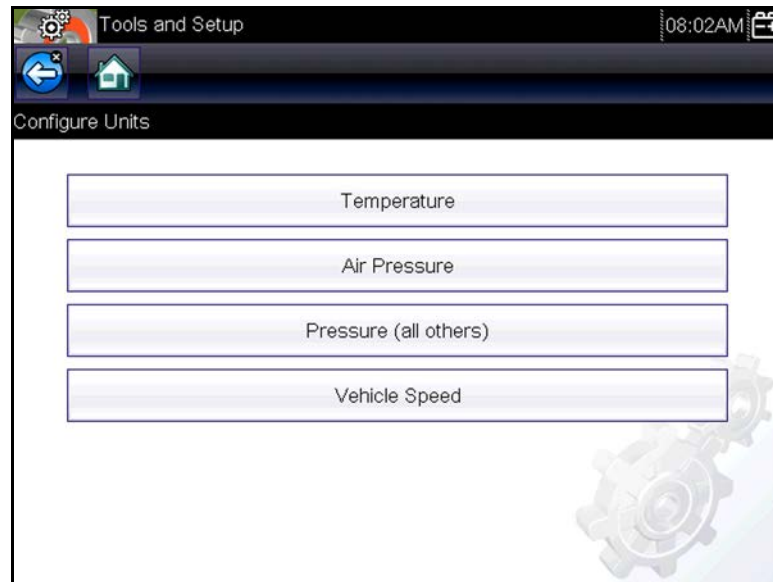 Tools and Setup
08:02AM
Configure Units
Temperature
Air Pressure
Pressure (all others)
Vehicle Speed